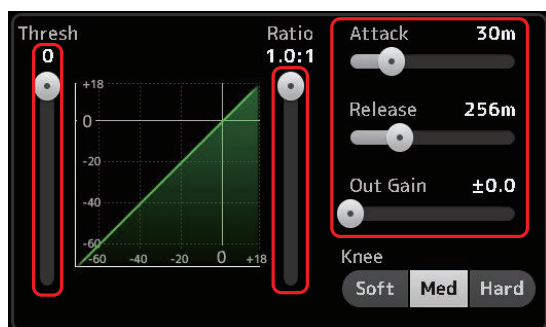 Thresh
0
Ratio
1.0:1
+18
0
-20
-40
-60
-60 -40 -20 0 +18
Attack 30m
Release 256m
Out Gain ±0.0
Knee
Soft Med Hard